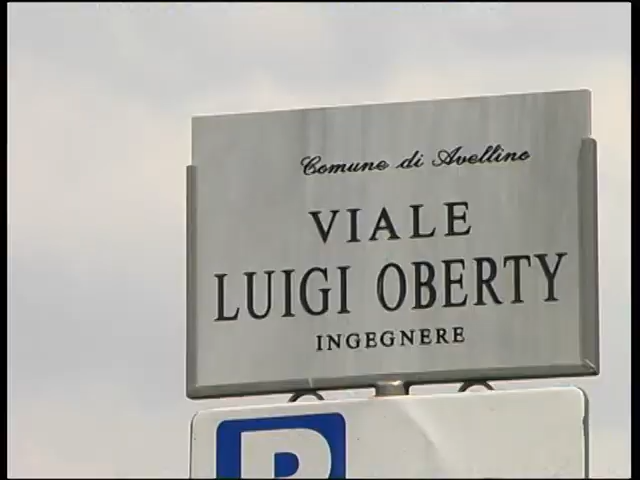 Comune di Avellino
VIALE
LUIGI OBERTY
INGEGNERE
P